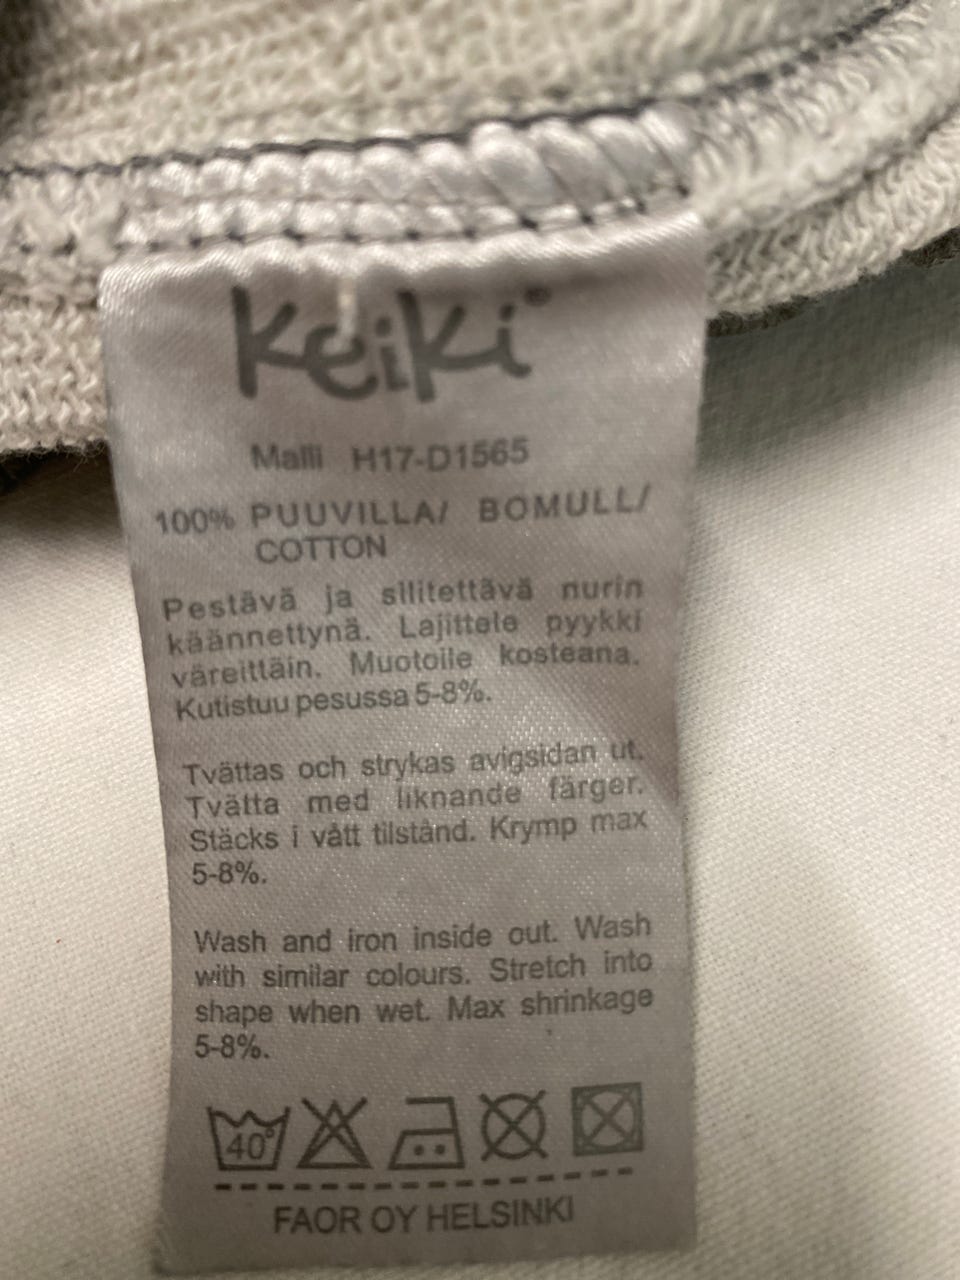 Keiki®
Malli H17-D1565
100% PUUVILLA/ BOMULL/
COTTON
Pestävä ja silitettävä nurin
käännettynä. Lajittele pyykki
väreittäin. Muotoile kosteana.
Kutistuu pesussa 5-8%.
Tvättas och strykas avigsidan ut.
Tvätta med liknande färger.
Stäcks i vått tilstånd. Krymp max
5-8%.
Wash and iron inside out. Wash
with similar colours. Stretch into
shape when wet. Max shrinkage
5-8%.
40°
FAOR OY HELSINKI